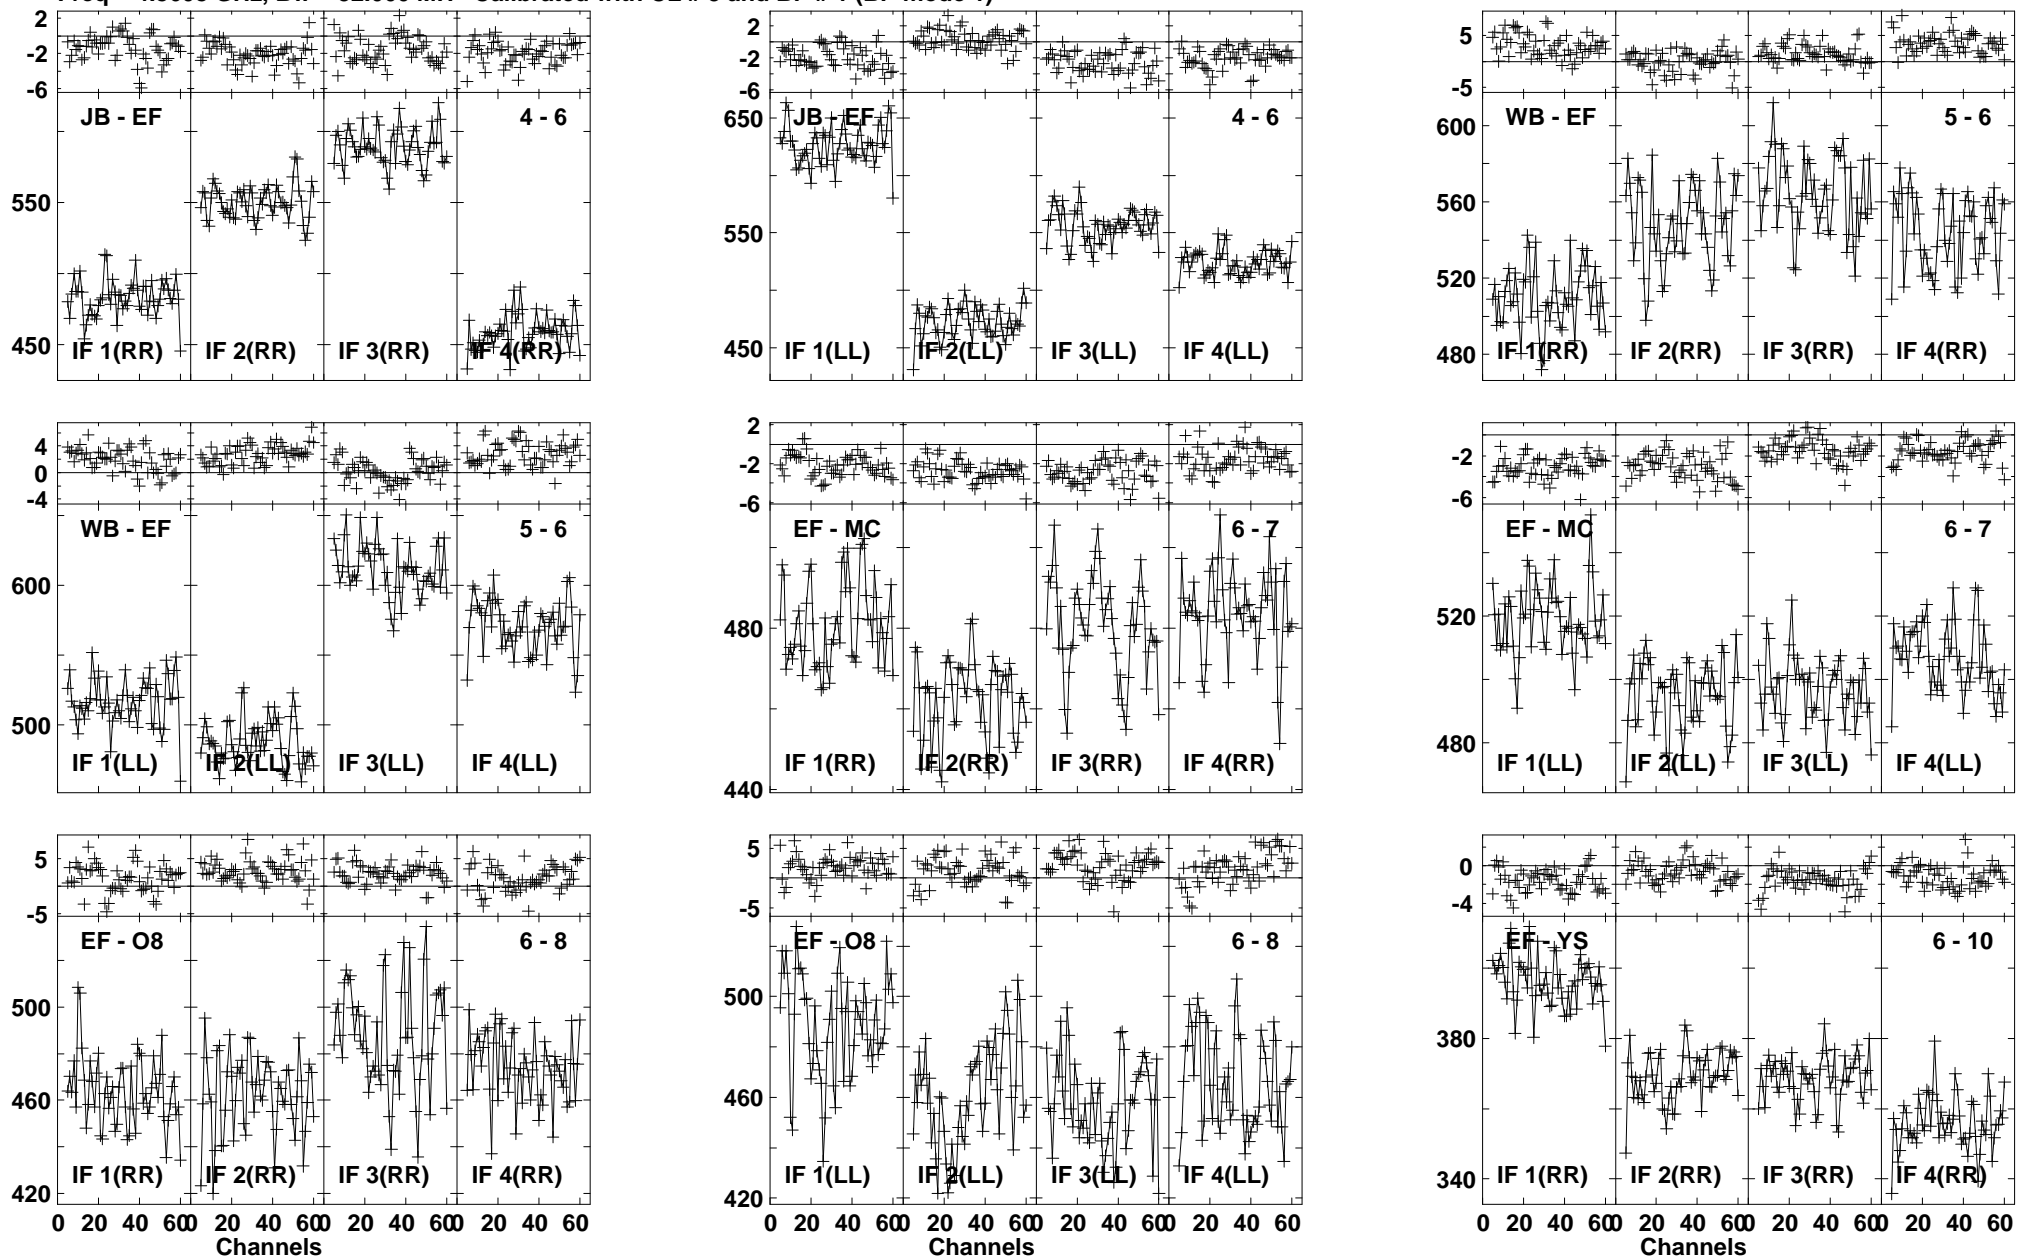 2 2 5
-2 -2 -5
-6 -6
JB - EF 4 - 6 JB - EF 4 - 6 WB - EF 5 - 6
650 600
550 550 560
520
450 450 480
IF 1(RR) IF 2(RR) IF 3(RR) IF 4(RR) IF 1(LL) IF 2(LL) IF 3(LL) IF 4(LL) IF 1(RR) IF 2(RR) IF 3(RR) IF 4(RR)
4 2
0 -2 -2
-4 -6 -6
WB - EF 5 - 6 EF - MC 6 - 7 EF - MC 6 - 7
600 480 520
500 480
440
IF 1(LL) IF 2(LL) IF 3(LL) IF 4(LL) IF 1(RR) IF 2(RR) IF 3(RR) IF 4(RR) IF 1(LL) IF 2(LL) IF 3(LL) IF 4(LL)
5 5 0
-5 -5 -4
EF - O8 6 - 8 EF - O8 6 - 8 EF - YS 6 - 10
500 500 380
460 460
420 420 340
IF 1(RR) IF 2(RR) IF 3(RR) IF 4(RR) IF 1(LL) IF 2(LL) IF 3(LL) IF 4(LL) IF 1(RR) IF 2(RR) IF 3(RR) IF 4(RR)
0 20 40 60 0 20 40 60 0 20 40 60 0 20 40 60 0 20 40 60 0 20 40 60 0 20 40 60 0 20 40 60 0 20 40 60 0 20 40 60 0 20 40 60 0 20 40 60
Channels Channels Channels